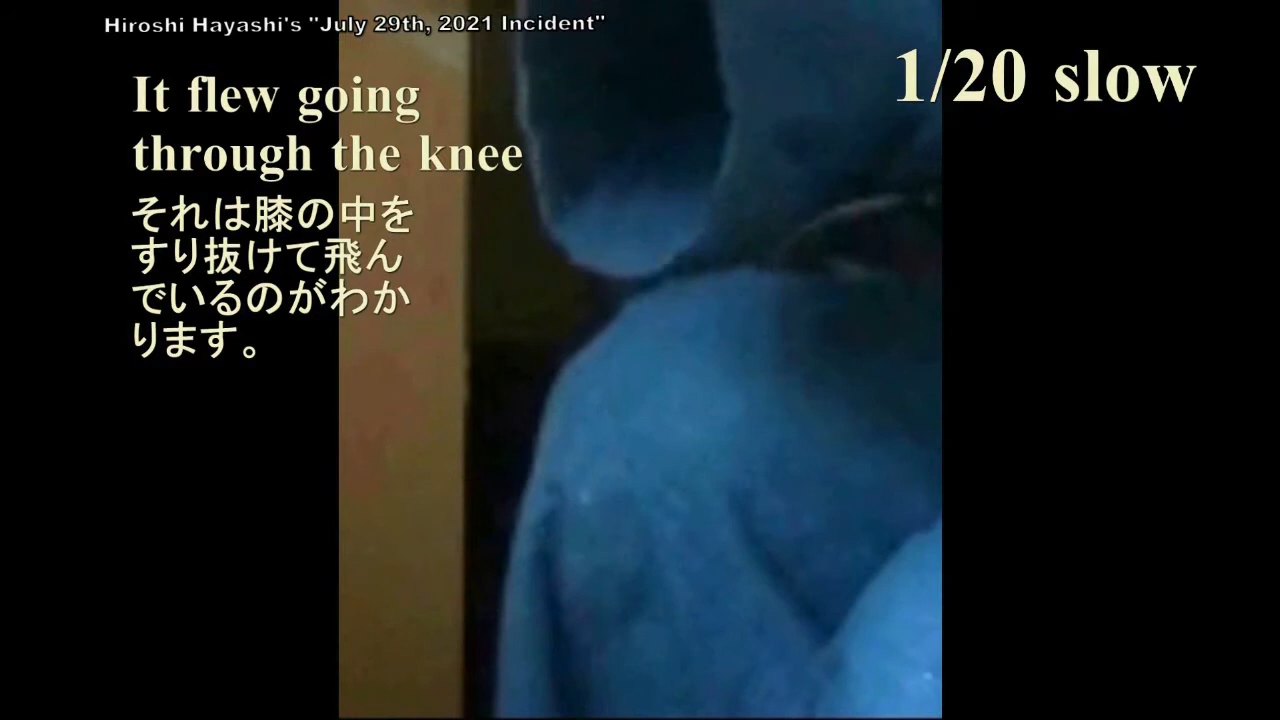 Hiroshi Hayashi's "July 29th, 2021 Incident"
1/20 slow
It flew going
through the knee
それは膝の中を
すり抜けて飛ん
でいるのがわか
ります。